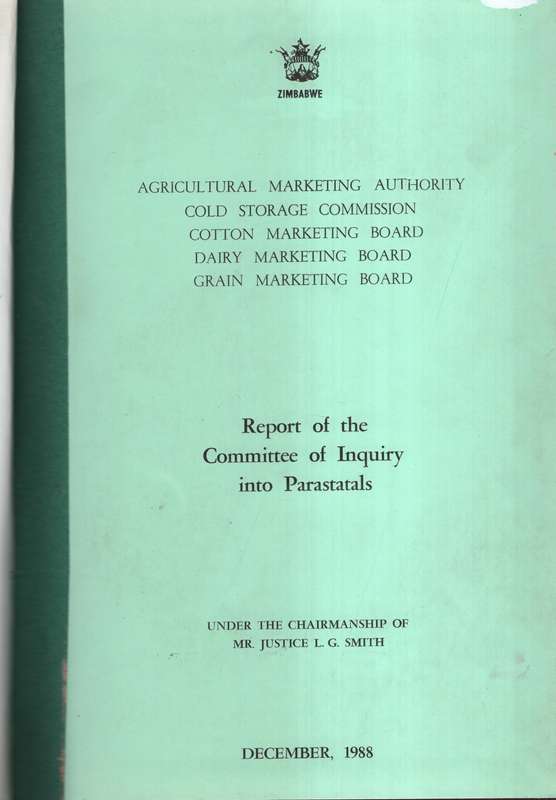 ZIMBABWE
AGRICULTURAL MARKETING AUTHORITY
COLD STORAGE COMMISSION
COTTON MARKETING BOARD
DAIRY MARKETING BOARD
GRAIN MARKETING BOARD
Report of the
Committee of Inquiry
into Parastatals
UNDER THE CHAIRMANSHIP OF
MR. JUSTICE L. G. SMITH
DECEMBER, 1988